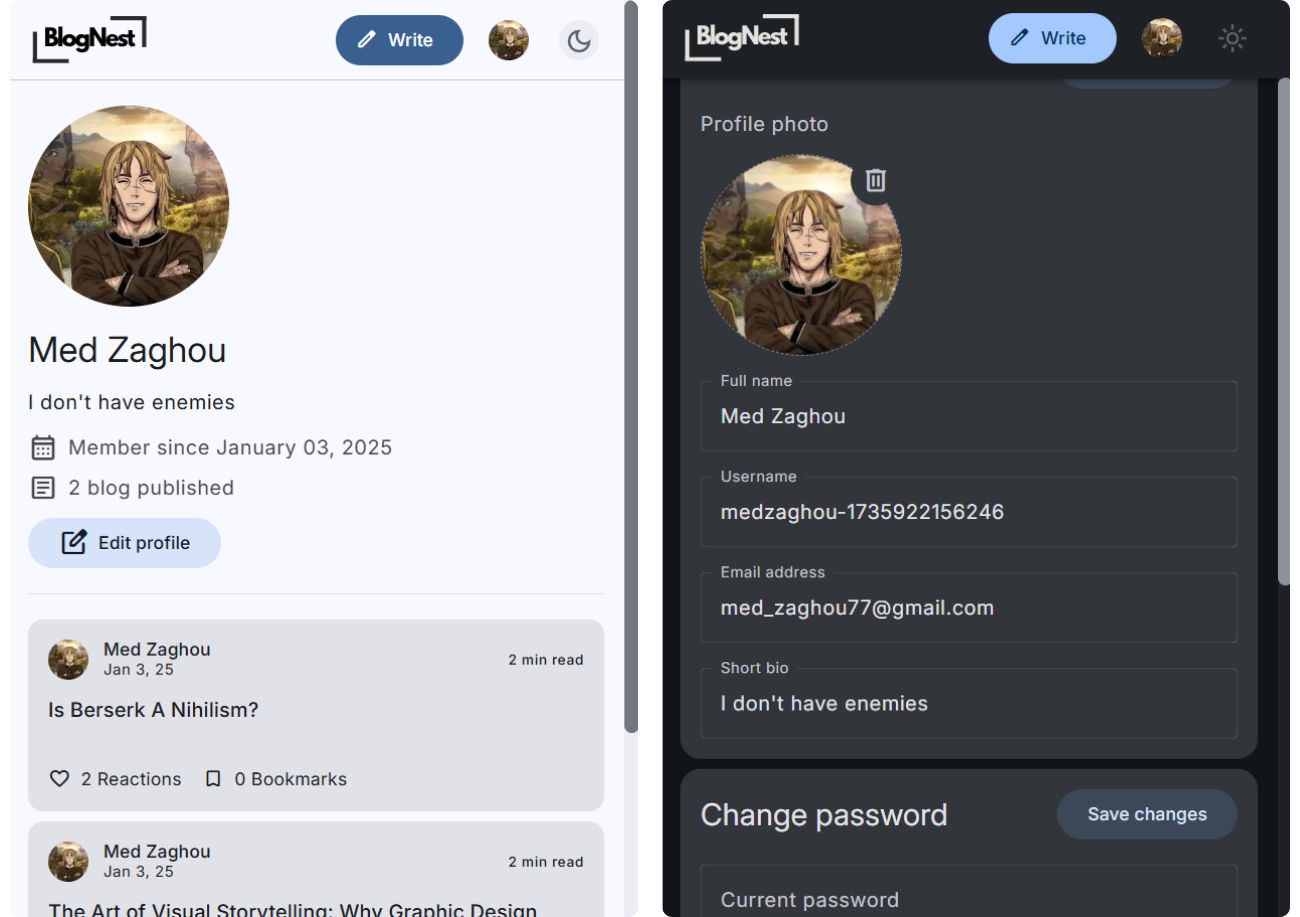 BlogNest
Write
Med Zaghou
I don't have enemies
Member since January 03, 2025
2 blog published
Edit profile
Med Zaghou
Jan 3, 25
2 min read
Is Berserk A Nihilism?
2 Reactions
0 Bookmarks
Med Zaghou
Jan 3, 25
2 min read
The Art of Visual Storytelling: Why Graphic Design
BlogNest
Write
Profile photo
Full name
Med Zaghou
Username
medzaghou-1735922156246
Email address
med_zaghou77@gmail.com
Short bio
I don't have enemies
Change password
Save changes
Current password